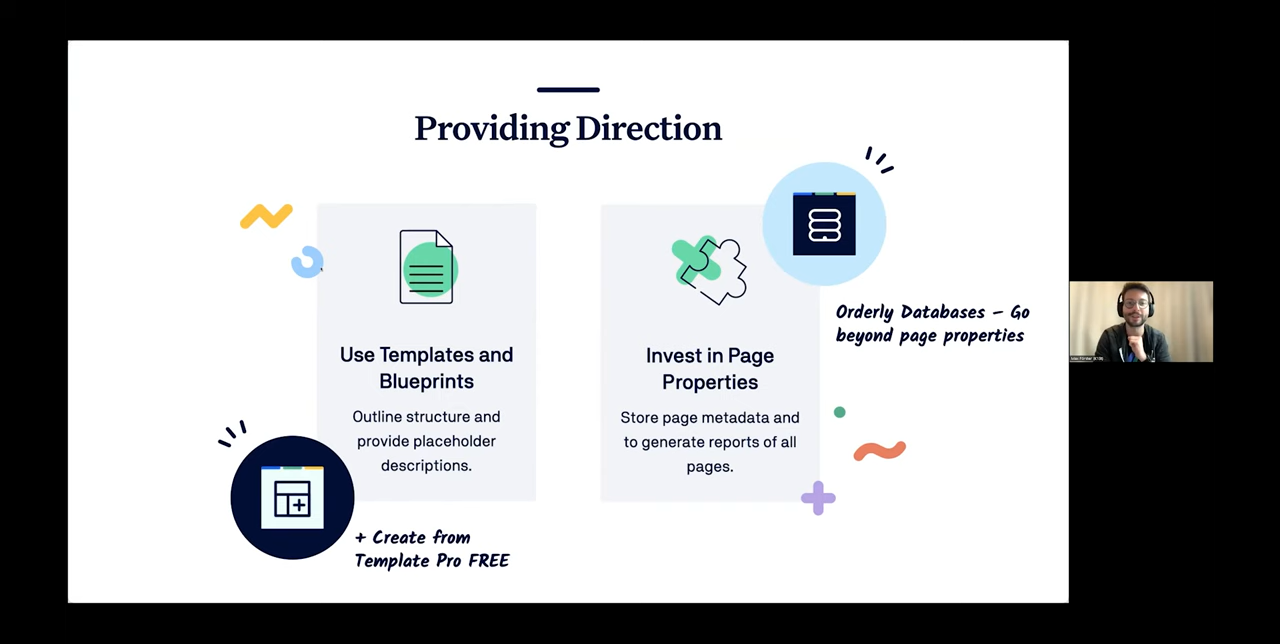 Providing Direction
Use Templates and
Blueprints
Outline structure and
provide placeholder
descriptions.
+ Create from
Template Pro FREE
Invest in Page
Properties
Store page metadata and
to generate reports of all
pages.
Orderly Databases – Go
beyond page properties